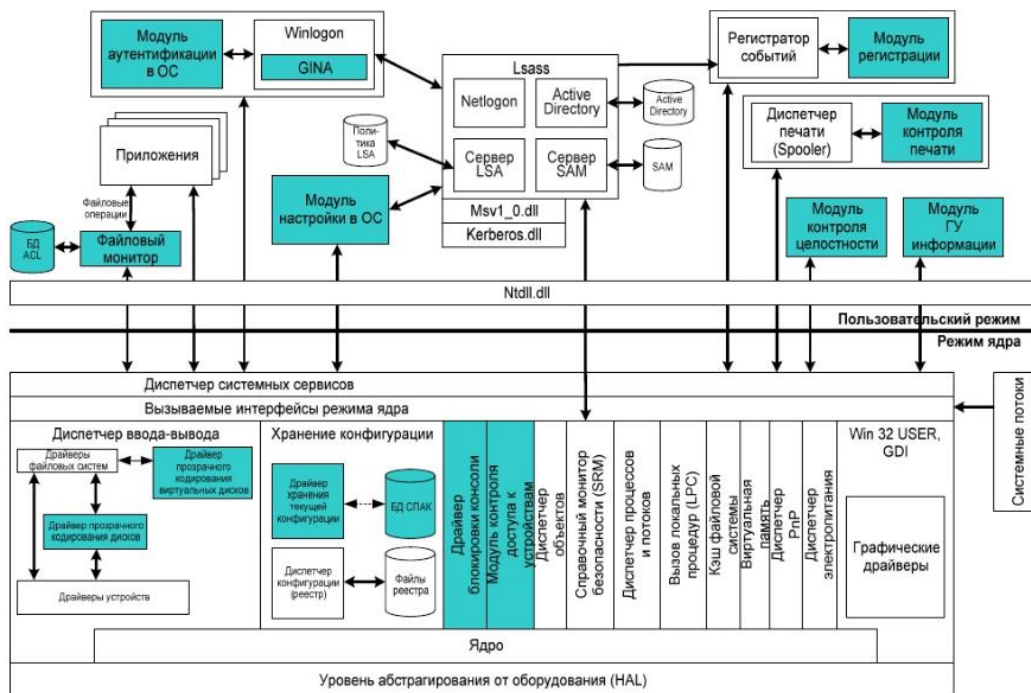 Модуль
аутентификации
в ОС
Winlogon
GINA
Регистратор
событий
Модуль
регистрации
Lsass
Netlogon
Active
Directory
Active
Directory
Поли-
тика
LSA
Сервер
LSA
Сервер
SAM
SAM
Msv1_0.dll
Kerberos.dll
Диспетчер
печати
(Spooler)
Модуль
контроля
печати
Приложения
Файловые
операции
БД
ACL
Файловый
монитор
Модуль
настройки в ОС
Модуль
контроля
целостности
Модуль
ГУ
информации
Ntdll.dll
Пользовательский режим
Режим ядра
Диспетчер системных сервисов
Вызываемые интерфейсы режима ядра
Системные потоки
Диспетчер ввода-вывода
Драйверы
файловых систем
Драйвер
прозрачного
кодирования
виртуальных дисков
Драйвер прозрачного
кодирования дисков
Драйверы устройств
Хранение конфигурации
Драйвер
хранения
текущей
конфигурации
БД СПАК
Диспетчер
конфигурации
(реестр)
Файлы
реестра
Драйвер
блокировки консоли
Модуль контроля
доступа к
устройствам
Диспетчер
объектов
Справочный монитор
безопасности (SRM)
Диспетчер процессов
и потоков
Вызов локальных
процедур (LPC)
Кэш файловой
системы
Виртуальная
память
Диспетчер
PnP
Диспетчер
электропитания
Win 32 USER,
GDI
Графические
драйверы
Ядро
Уровень абстрагирования от оборудования (HAL)